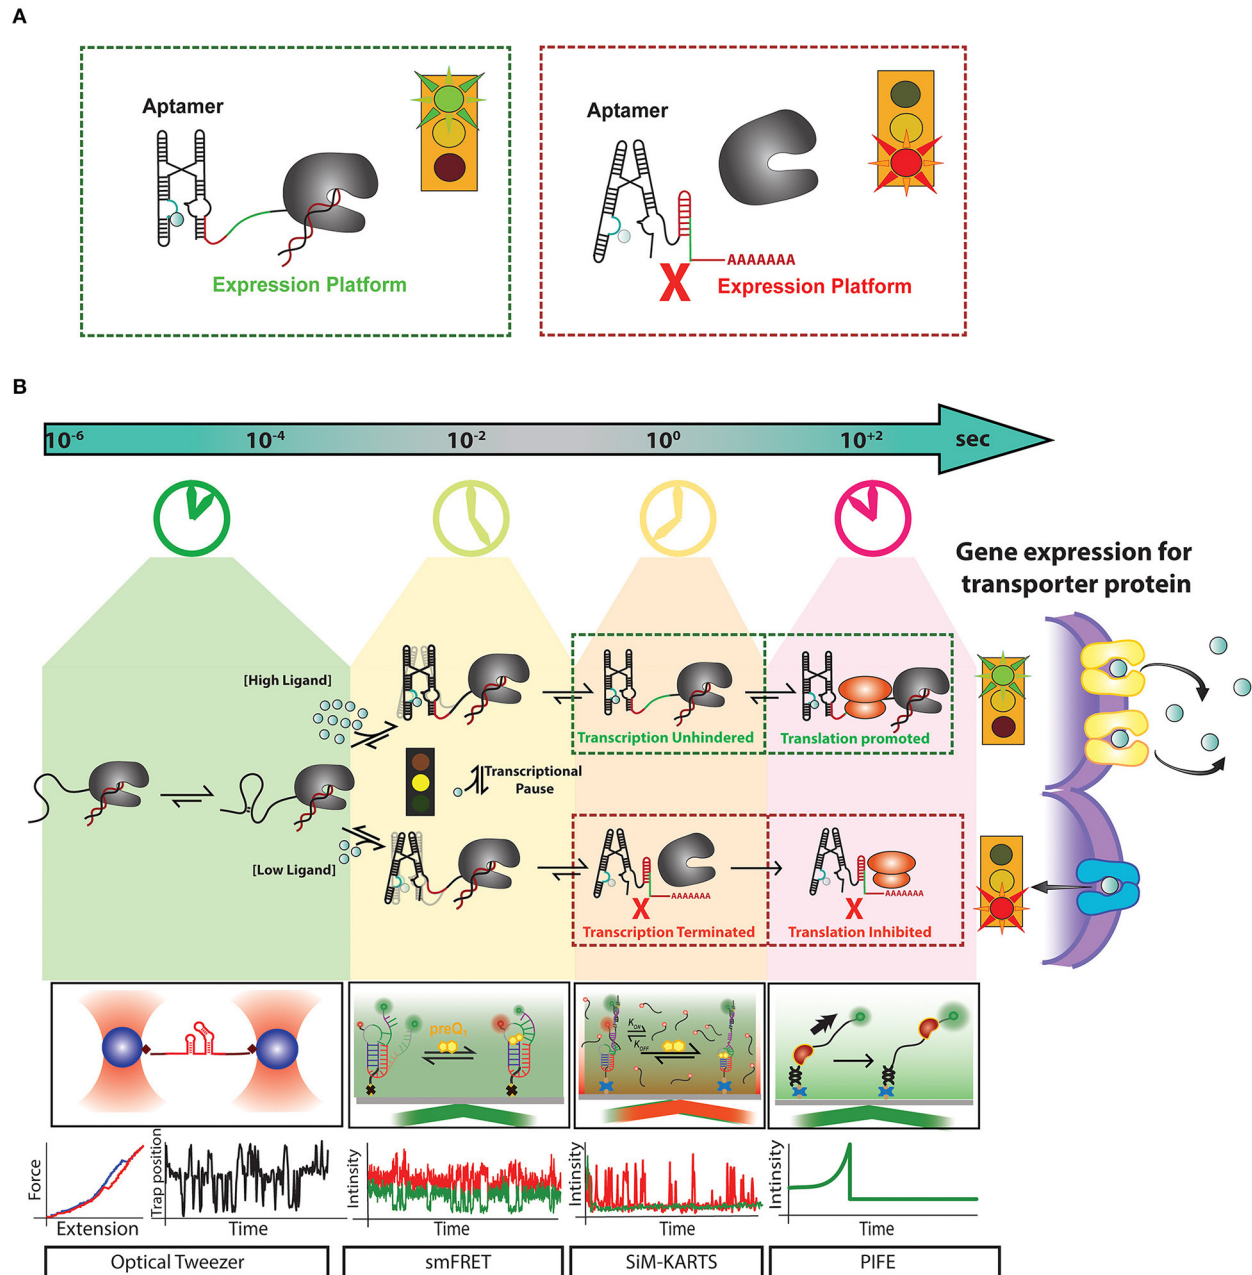 A
Aptamer
Expression Platform
Aptamer
AAAAAAA
X
Expression Platform
B
10-6
10-4
10-2
100
10+2
sec
Gene expression for
transporter protein
[High Ligand]
Transcription Unhindered
Translation promoted
Transcriptional
Pause
[Low Ligand]
AAAAAAA
X
Transcription Terminated
AAAAAAA
X
Translation Inhibited
preQ1
KON
KOFF
Force
Extension
Trap position
Time
Intinsity
Time
Intincity
Time
Intinsity
Time
Optical Tweezer
smFRET
SiM-KARTS
PIFE